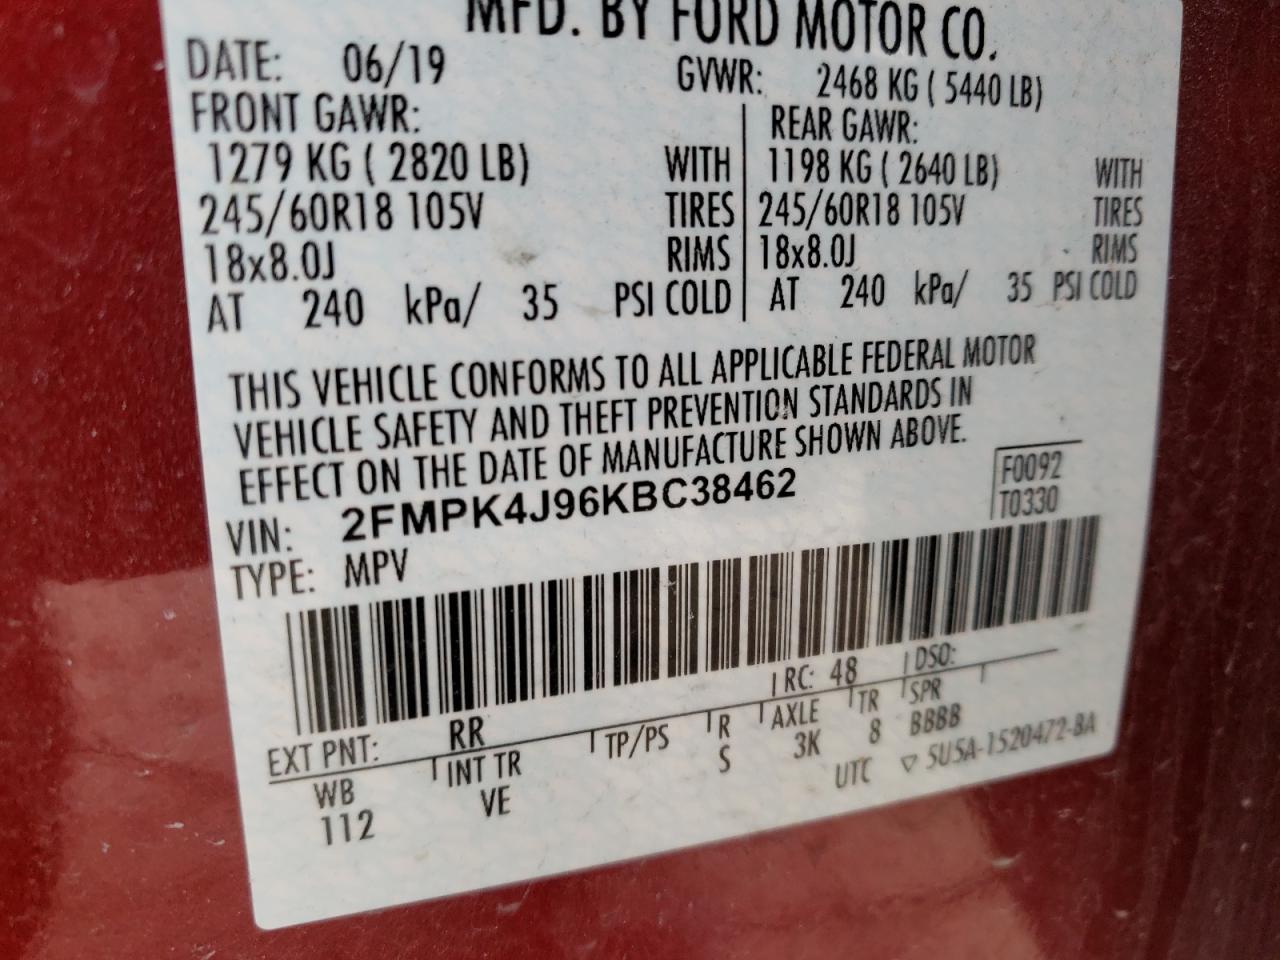 MFD. BY FORD MOTOR CO.
DATE: 06/19 GVWR: 2468 KG ( 5440 LB)
FRONT GAWR: REAR GAWR:
1279 KG ( 2820 LB) WITH 1198 KG ( 2640 LB) WITH
245/60R18 105V TIRES 245/60R18 105V TIRES
18x8.0J RIMS 18x8.0J RIMS
AT 240 kPa/ 35 PSI COLD AT 240 kPa/ 35 PSI COLD
THIS VEHICLE CONFORMS TO ALL APPLICABLE FEDERAL MOTOR
VEHICLE SAFETY AND THEFT PREVENTION STANDARDS IN
EFFECT ON THE DATE OF MANUFACTURE SHOWN ABOVE.
VIN: 2FMPK4J96KBC38462 F0092
TYPE: MPV T0330
EXT PNT: RR RC: 48 DSO:
WB INT TR TP/PS R AXLE TR SPR
112 VE S 3K 8 BBBB
UTC ▽ 5U5A-1520472-BA